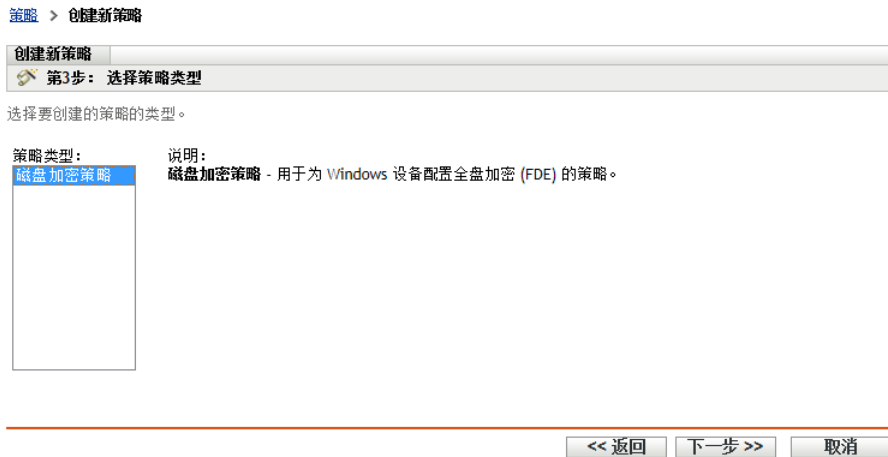 策略 > 创建新策略
创建新策略
第3步： 选择策略类型
选择要创建的策略的类型。
策略类型：
磁盘加密策略
说明：
磁盘加密策略 - 用于为 Windows 设备配置全盘加密 (FDE) 的策略。
<< 返回 下一步 >> 取消